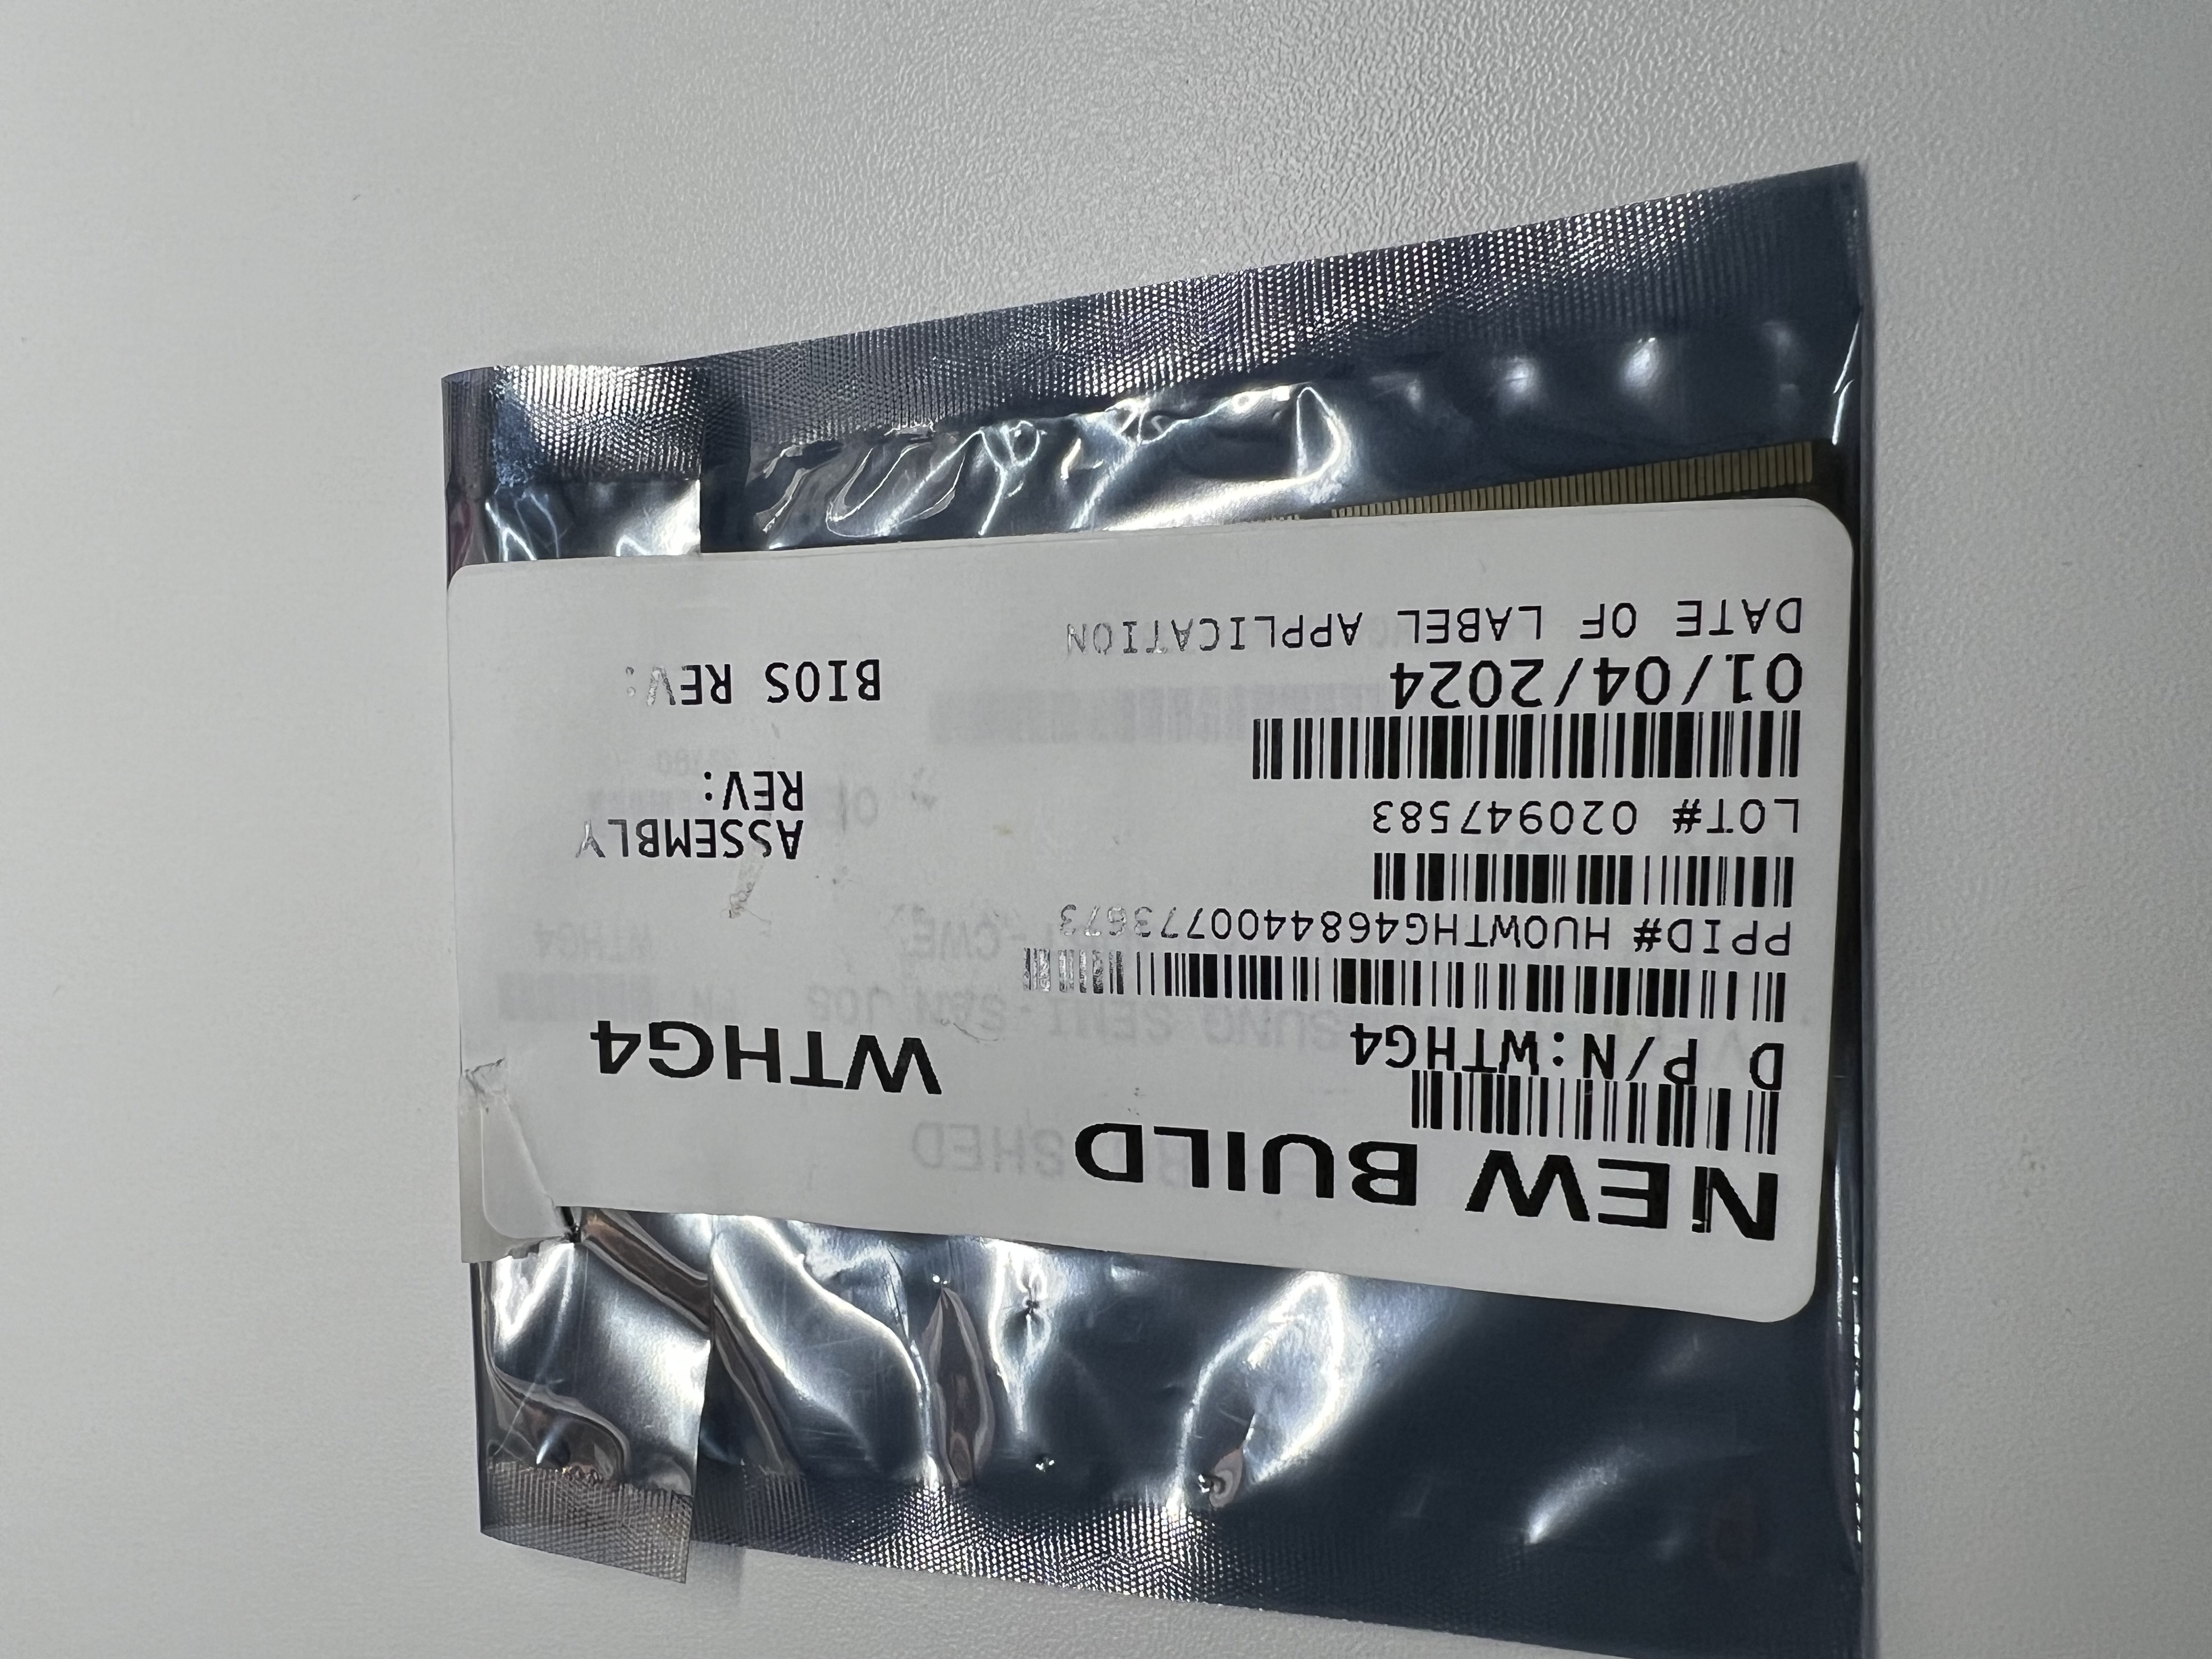 NEW BUILD
D P/N:WTHG4
WTHG4
PPID# HUOWTHG4684400773673
LOT# 020947583
ASSEMBLY
REV:
01/04/2024
BIOS REV:
DATE OF LABEL APPLICATION